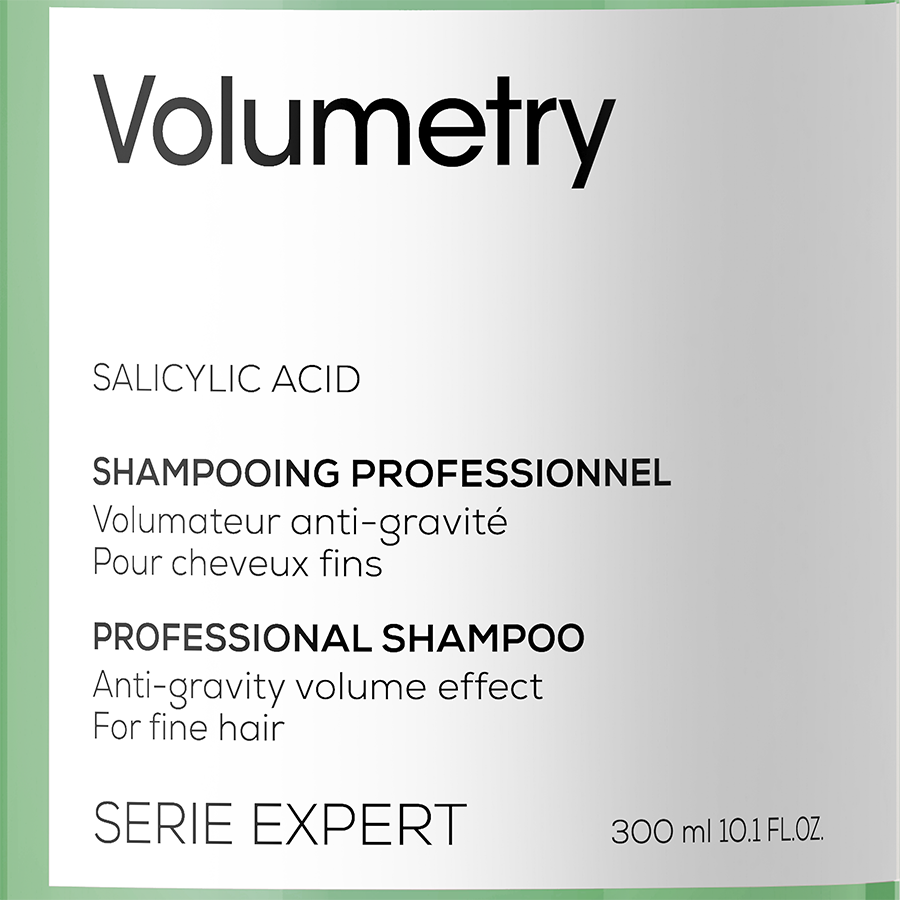 Volumetry
SALICYLIC ACID
SHAMPOOING PROFESSIONNEL
Volumateur anti-gravité
Pour cheveux fins
PROFESSIONAL SHAMPOO
Anti-gravity volume effect
For fine hair
SERIE EXPERT
300 ml 10.1 FL.OZ.